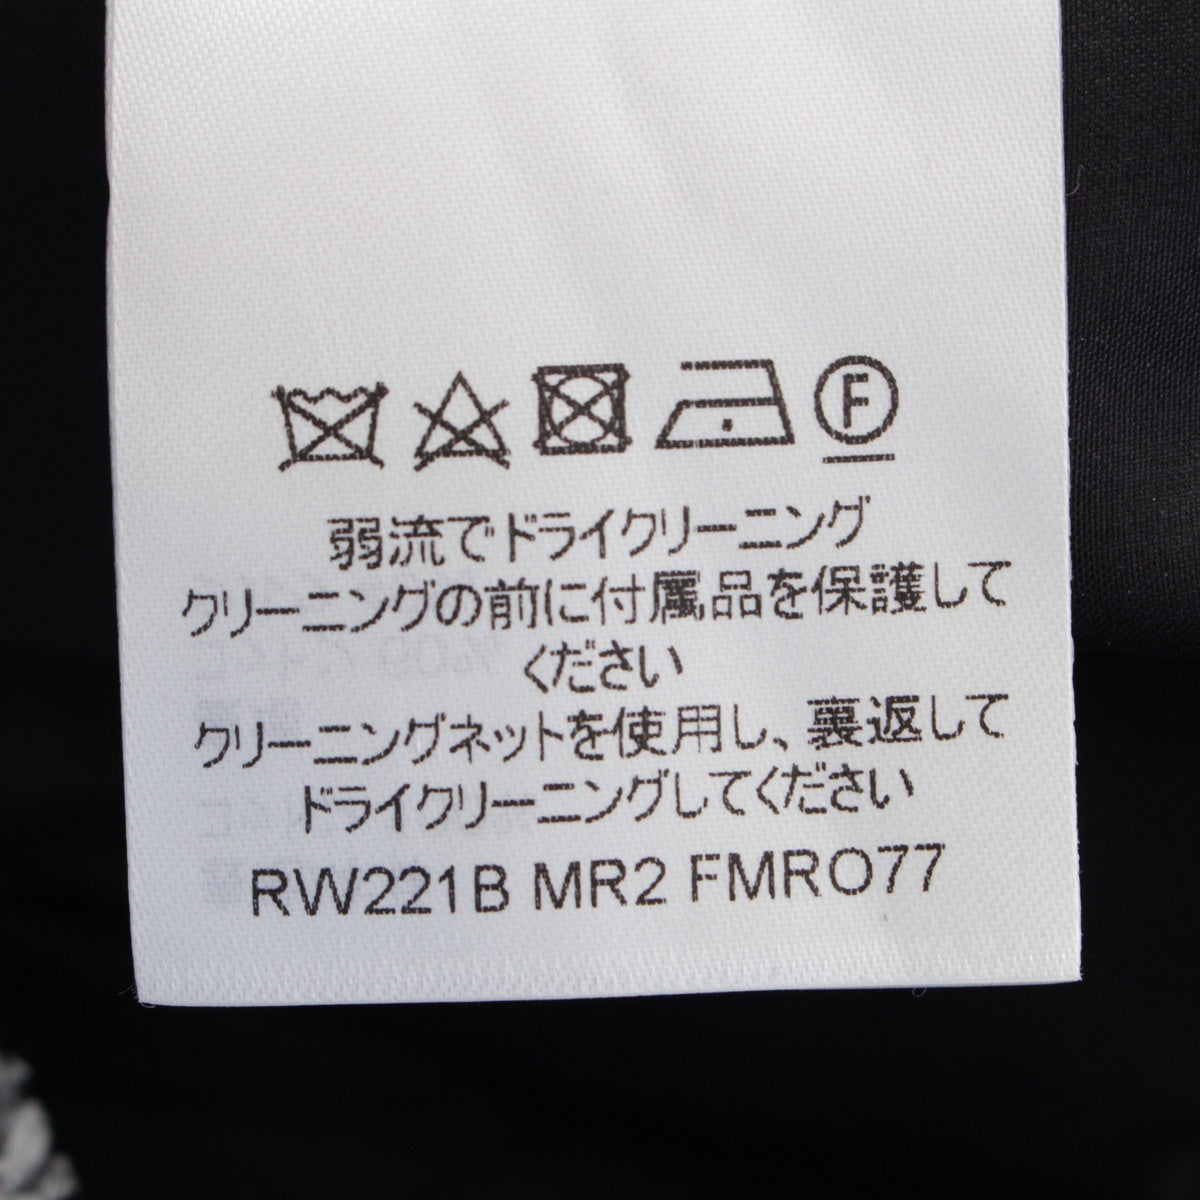 F
弱流でドライクリーニング
クリーニングの前に付属品を保護して
ください
クリーニングネットを使用し、裏返して
ドライクリーニングしてください
RW221B MR2 FMRO77